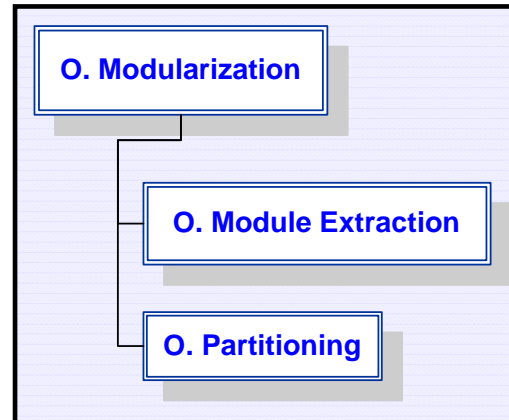 O. Modularization
O. Module Extraction
O. Partitioning